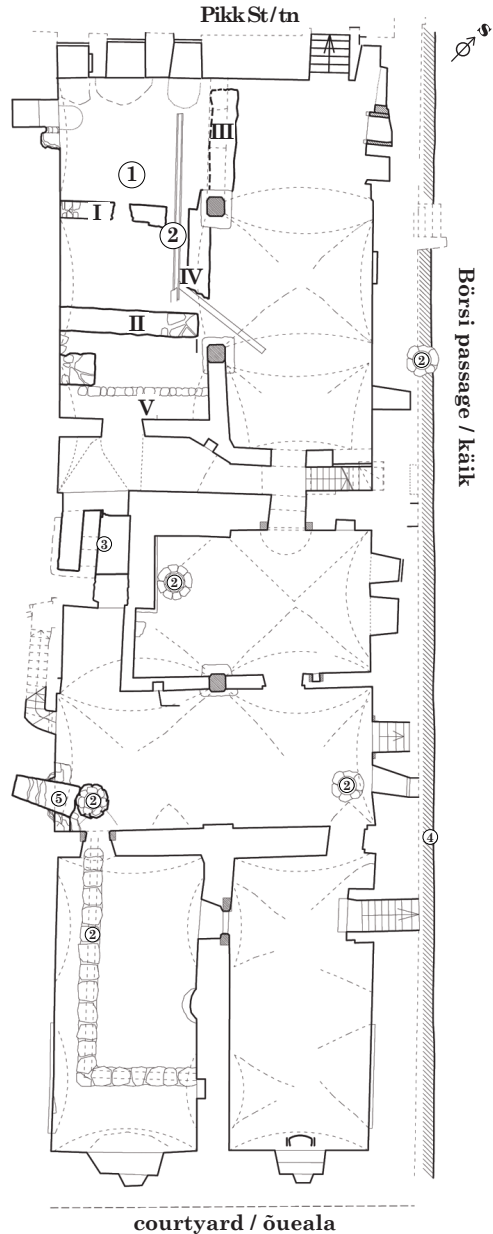 Pikk St/tn
S
III
1
I
2
IV
Börsi passage / käik
II
2
V
3
2
2
5
2
4
2
courtyard / õueala